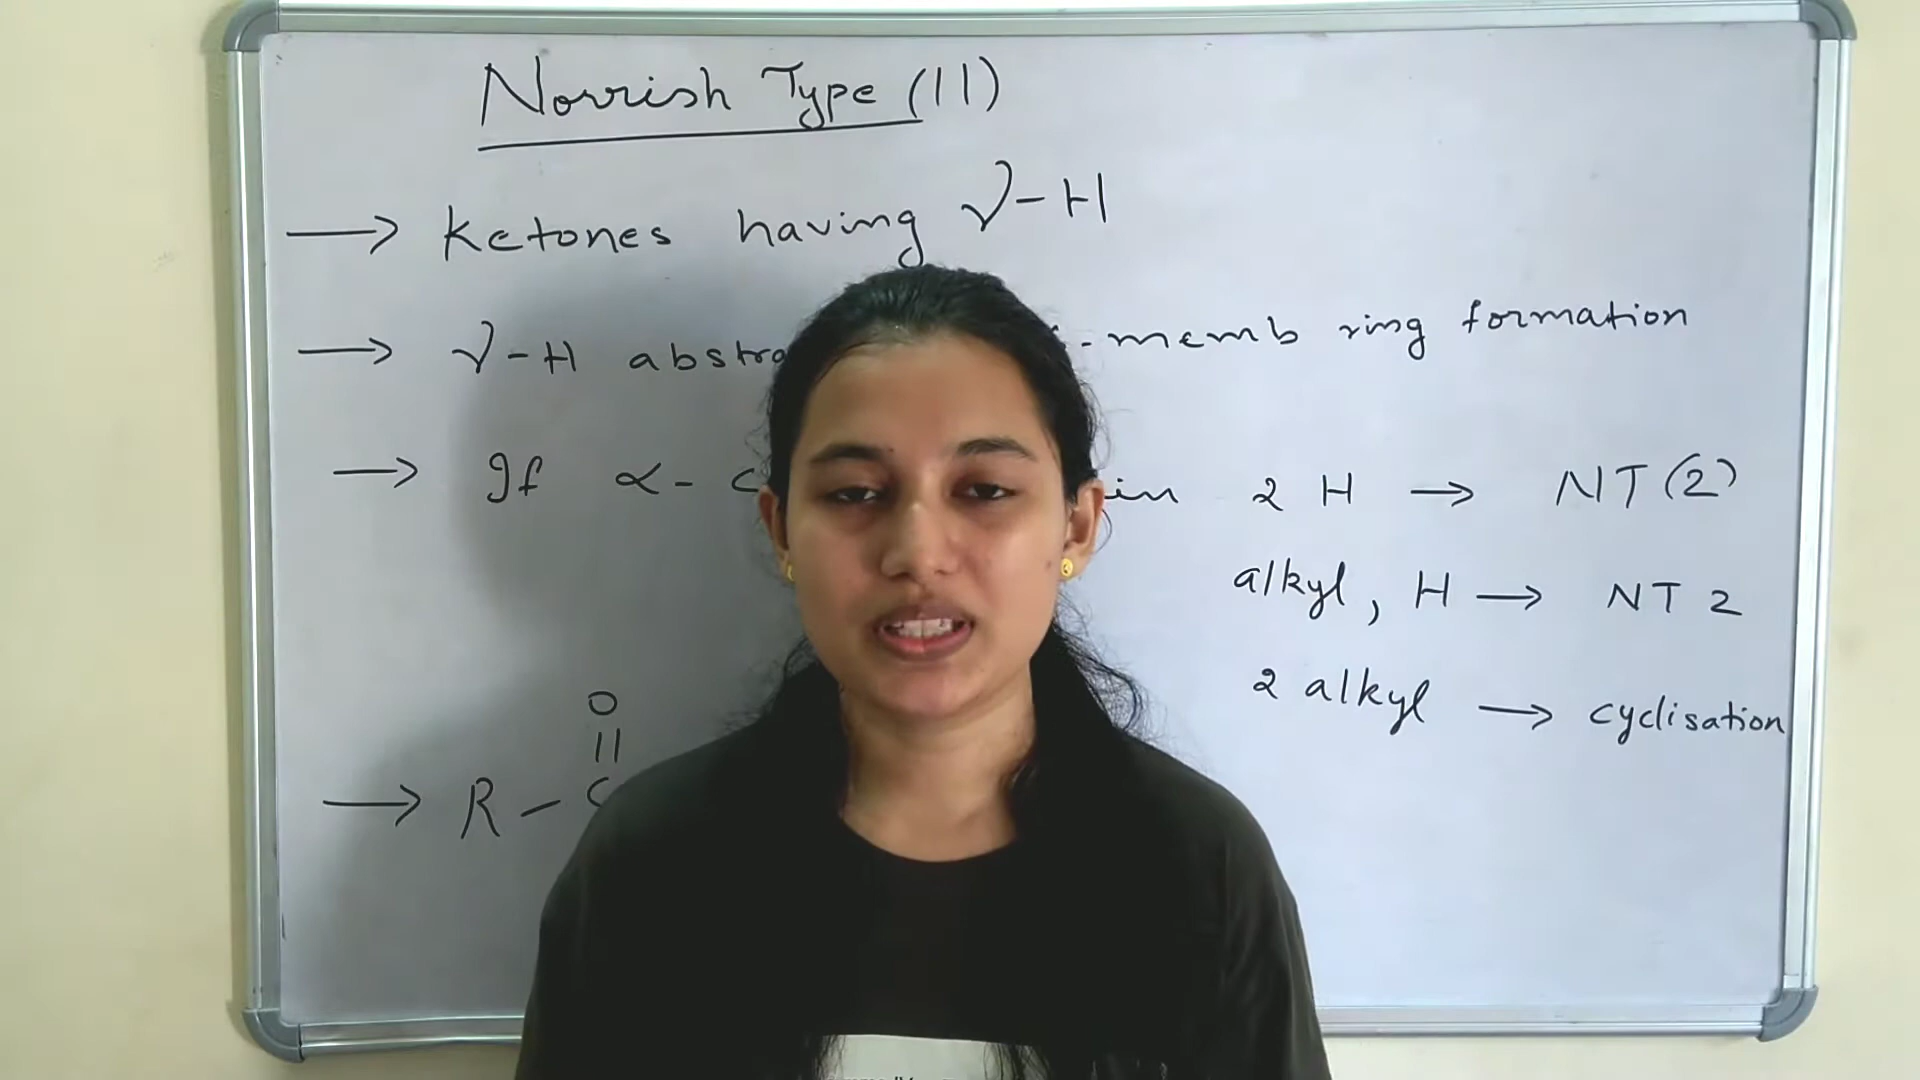 Norrish Type (II)
→ Ketones having γ-H
→ γ-H abstra -memb ring formation
→ If α- c in 2 H → NT (2)
alkyl, H → NT 2
2 alkyl → cyclisation
O
||
→ R - C